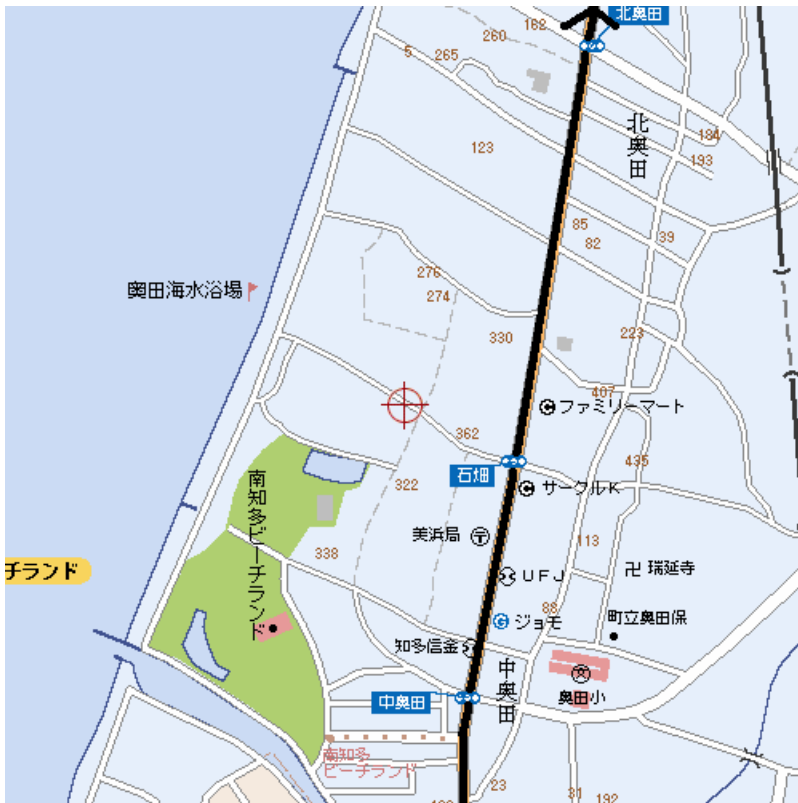 北奥田
162
260
5
265
北奥田
123
184
193
85
39
82
276
奥田海水浴場
274
330
223
407
ファミリーマート
362
435
石畑
322
サークルK
南知多ビーチランド
美浜局
113
338
チランド
UFJ
卍 瑞延寺
88
ジョモ
町立奥田保
知多信金
中奥田
奥田小
中奥田
南知多
ビーチランド
23
31
192